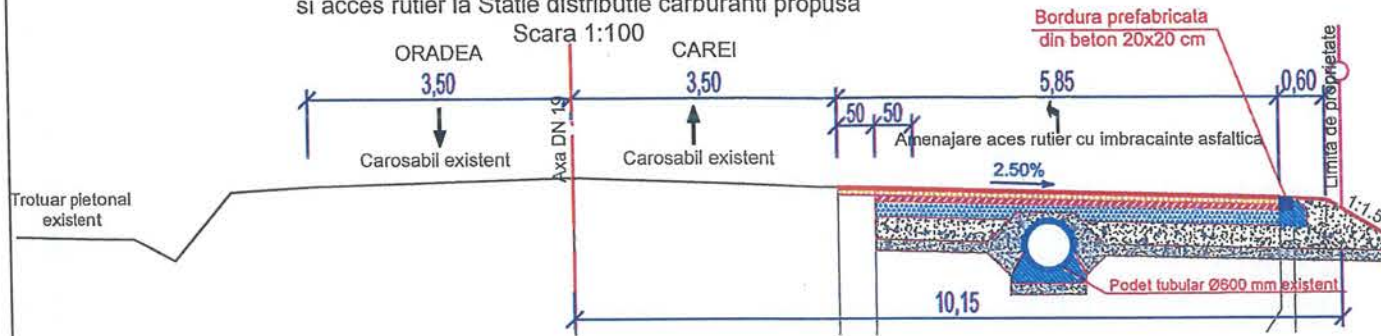 si acces rutier la Statie distributie carburanti propusa
Scara 1:100
ORADEA
CAREI
Bordura prefabricala
din beton 20x20 cm
3,50
3,50
5,85
0,60
Limita de proprietate
Axa DN 19
50
50
Amenajare aces rutier cu imbracainte asfaltica
Carosabil existent
Carosabil existent
2.50%
Trotuar pietonal
existent
1:1.5
Podet tubular Ø600 mm existent
10,15